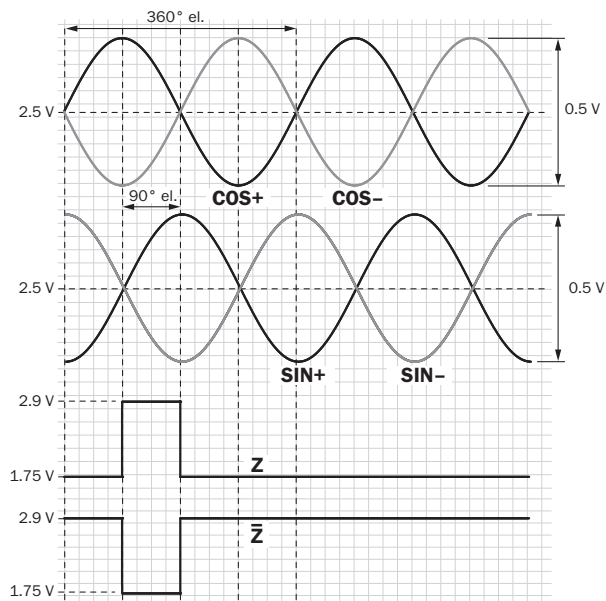 360° el.
2.5 V
0.5 V
90° el.
COS+ COS–
2.5 V
0.5 V
SIN+ SIN–
2.9 V
Z
1.75 V
2.9 V
Z̅
1.75 V